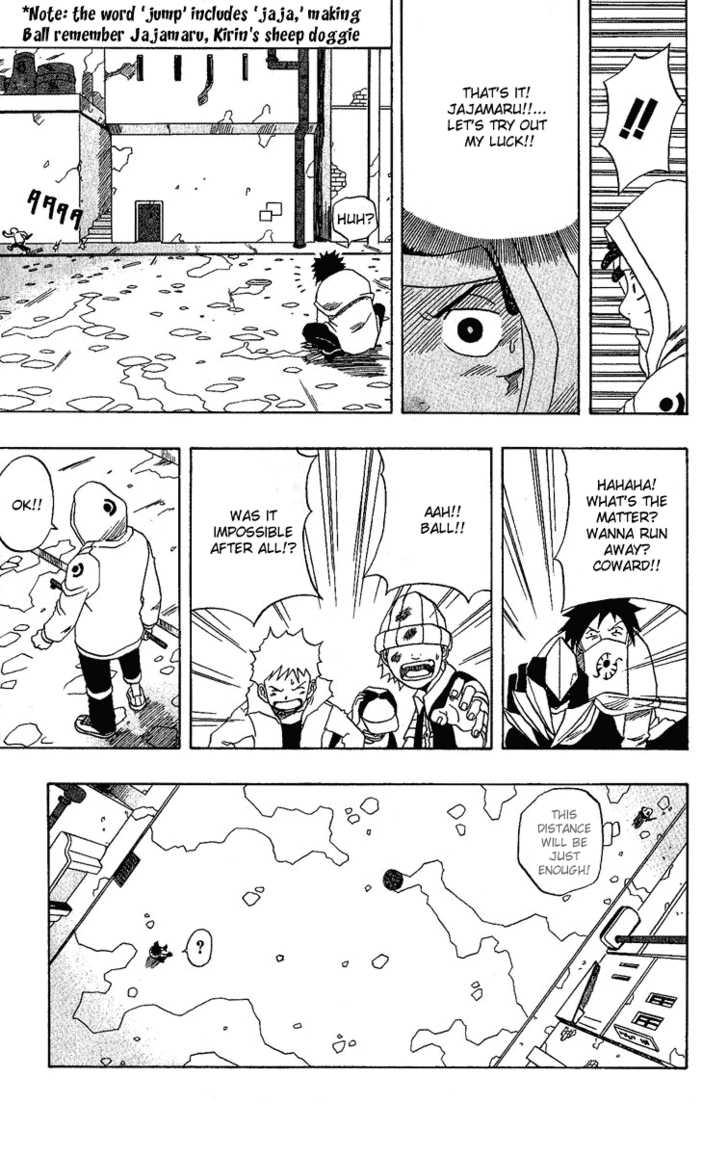 !!
THAT'S IT!
JAJAMARU!!...
LET'S TRY OUT
MY LUCK!!
*Note: the word 'jump' includes 'jaja,' making
Ball remember Jajamaru, Kirin's sheep doggie
HUH?
HAHAHA!
WHAT'S THE
MATTER?
WANNA RUN
AWAY?
COWARD!!
AAH!!
BALL!!
WAS IT
IMPOSSIBLE
AFTER ALL!?
OK!!
THIS
DISTANCE
WILL BE
JUST
ENOUGH!
?